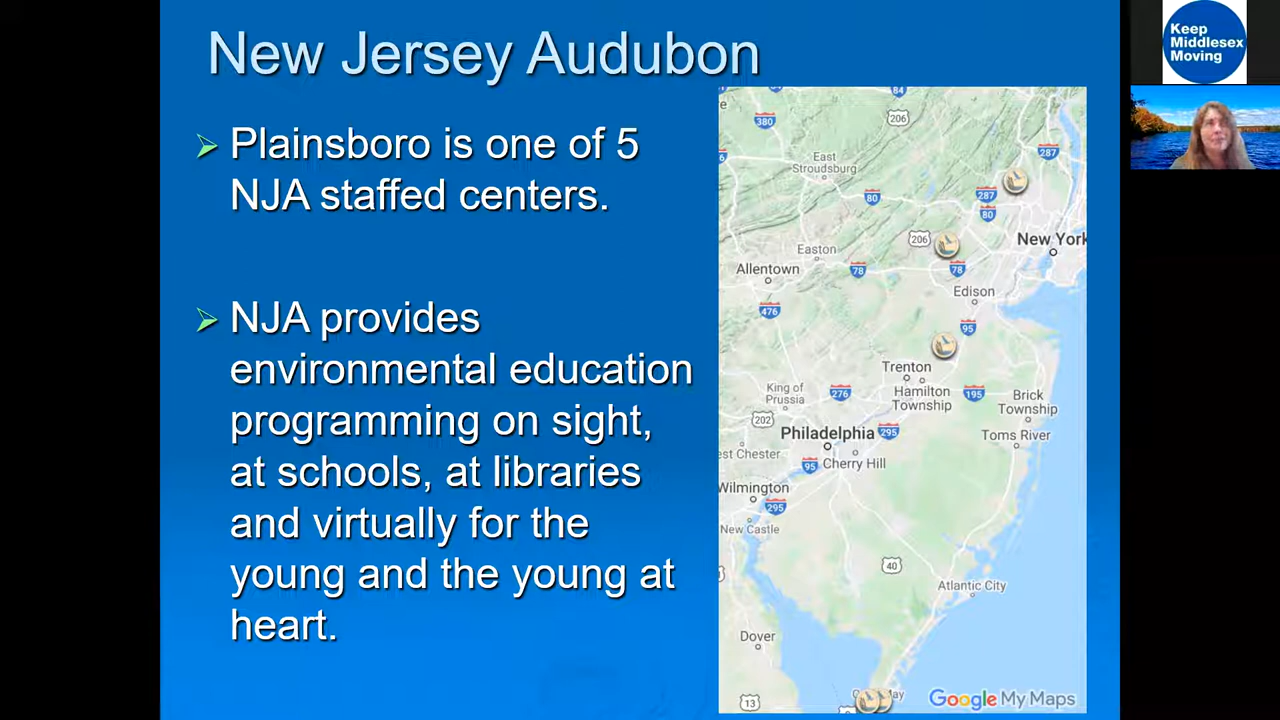 New Jersey Audubon
Plainsboro is one of 5
NJA staffed centers.
NJA provides
environmental education
programming on sight,
at schools, at libraries
and virtually for the
young and the young at
heart.
84
380
206
East
Stroudsburg
287
80
287
80
206
New York
Easton
Allentown
78
78
Edison
476
95
Trenton
King of
Prussia
276
Hamilton
Township
195
Brick
Township
202
Philadelphia
295
Toms River
95
Cherry Hill
Wilmington
295
New Castle
40
Atlantic City
Dover
13
Google My Maps
Keep
Middlesex
Moving